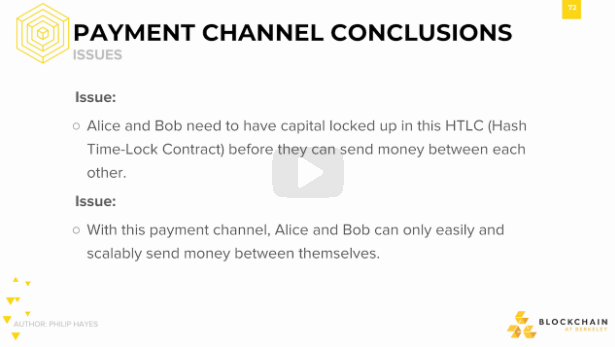 72
PAYMENT CHANNEL CONCLUSIONS
ISSUES
Issue:
Alice and Bob need to have capital locked up in this HTLC (Hash
Time-Lock Contract) before they can send money between each
other.
Issue:
With this payment channel, Alice and Bob can only easily and
scalably send money between themselves.
AUTHOR: PHILIP HAYES
BLOCKCHAIN
AT BERKELEY